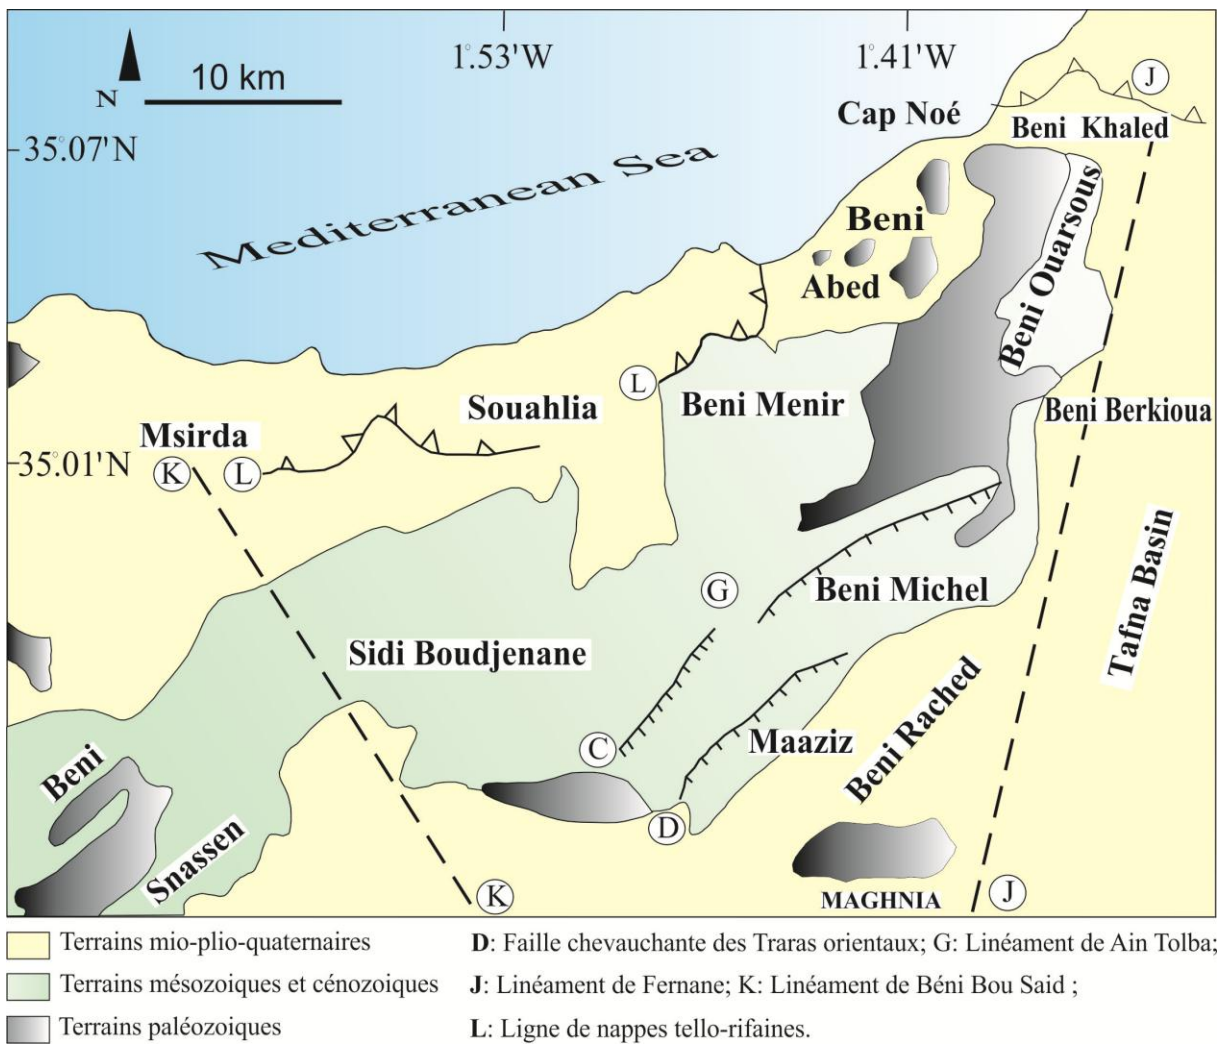 1°.53'W
1°.41'W
10 km
N
J
Cap Noé
Beni Khaled
35°.07'N
Mediterranean Sea
Beni
Abed
Beni Ouarsous
L
Souahlia
Beni Menir
Beni Berkioua
Msirda
35°.01'N
K
L
G
Beni Michel
Tafna Basin
Sidi Boudjenane
C
Maaziz
Beni Rached
Beni
Snassen
D
K
MAGHNIA
J
Terrains mio-plio-quaternaires
D: Faille chevauchante des Traras orientaux; G: Linéament de Ain Tolba;
Terrains mésozoiques et cénozoiques
J: Linéament de Fernane; K: Linéament de Béni Bou Said ;
Terrains paléozoiques
L: Ligne de nappes tello-rifaines.